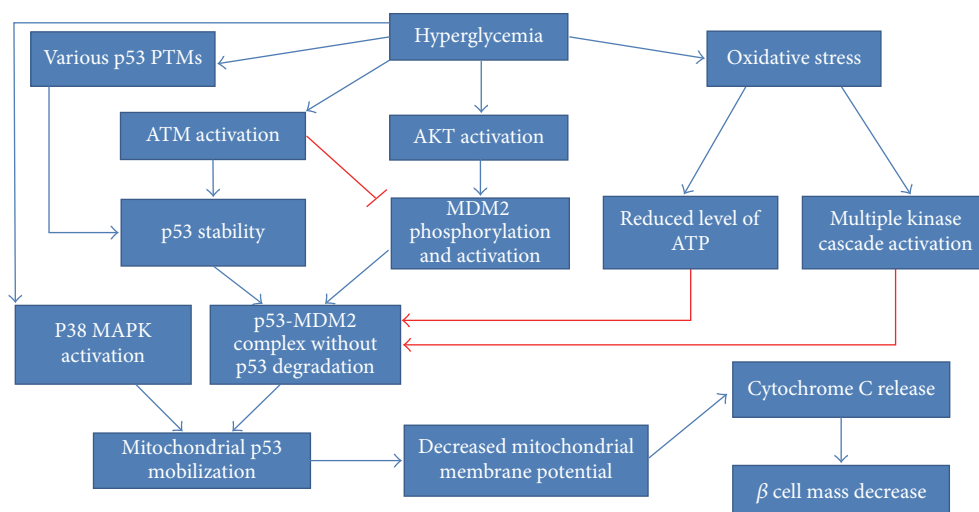 Hyperglycemia
Various p53 PTMs
Oxidative stress
ATM activation
AKT activation
p53 stability
MDM2
phosphorylation
and activation
Reduced level of
ATP
Multiple kinase
cascade activation
P38 MAPK
activation
p53-MDM2
complex without
p53 degradation
Cytochrome C release
Mitochondrial p53
mobilization
Decreased mitochondrial
membrane potential
β cell mass decrease